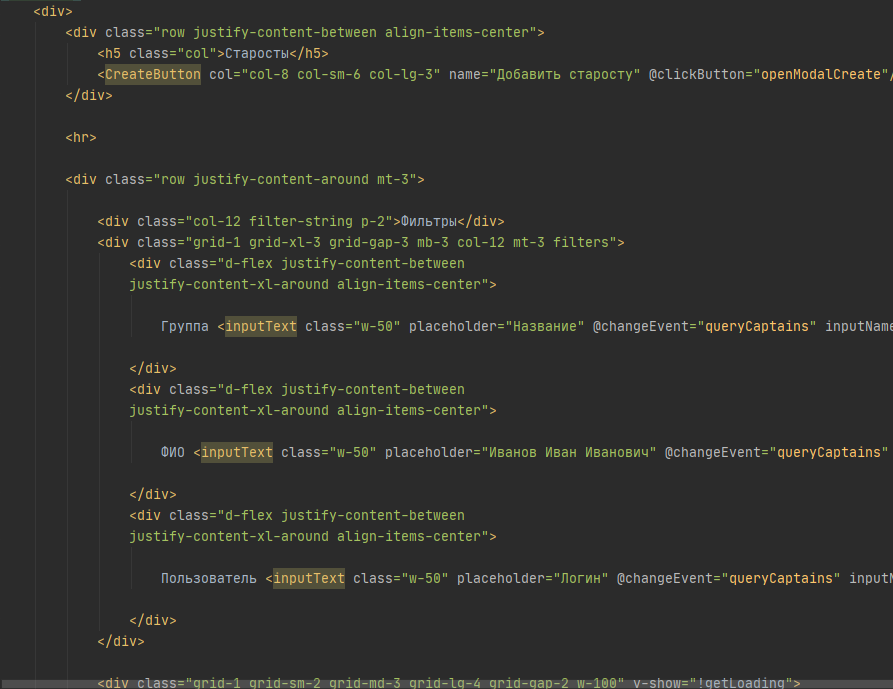 <div>
<div class="row justify-content-between align-items-center">
<h5 class="col">Старосты</h5>
<CreateButton col="col-8 col-sm-6 col-lg-3" name="Добавить старосту" @clickButton="openModalCreate"/
</div>
<hr>
<div class="row justify-content-around mt-3">
<div class="col-12 filter-string p-2">Фильтры</div>
<div class="grid-1 grid-xl-3 grid-gap-3 mb-3 col-12 mt-3 filters">
<div class="d-flex justify-content-between
justify-content-xl-around align-items-center">
Группа <inputText class="w-50" placeholder="Название" @changeEvent="queryCaptains" inputName
</div>
<div class="d-flex justify-content-between
justify-content-xl-around align-items-center">
ФИО <inputText class="w-50" placeholder="Иванов Иван Иванович" @changeEvent="queryCaptains"
</div>
<div class="d-flex justify-content-between
justify-content-xl-around align-items-center">
Пользователь <inputText class="w-50" placeholder="Логин" @changeEvent="queryCaptains" inputN
</div>
</div>
<div class="grid-1 grid-sm-2 grid-md-3 grid-lg-4 grid-gap-2 w-100" v-show="!getLoading">